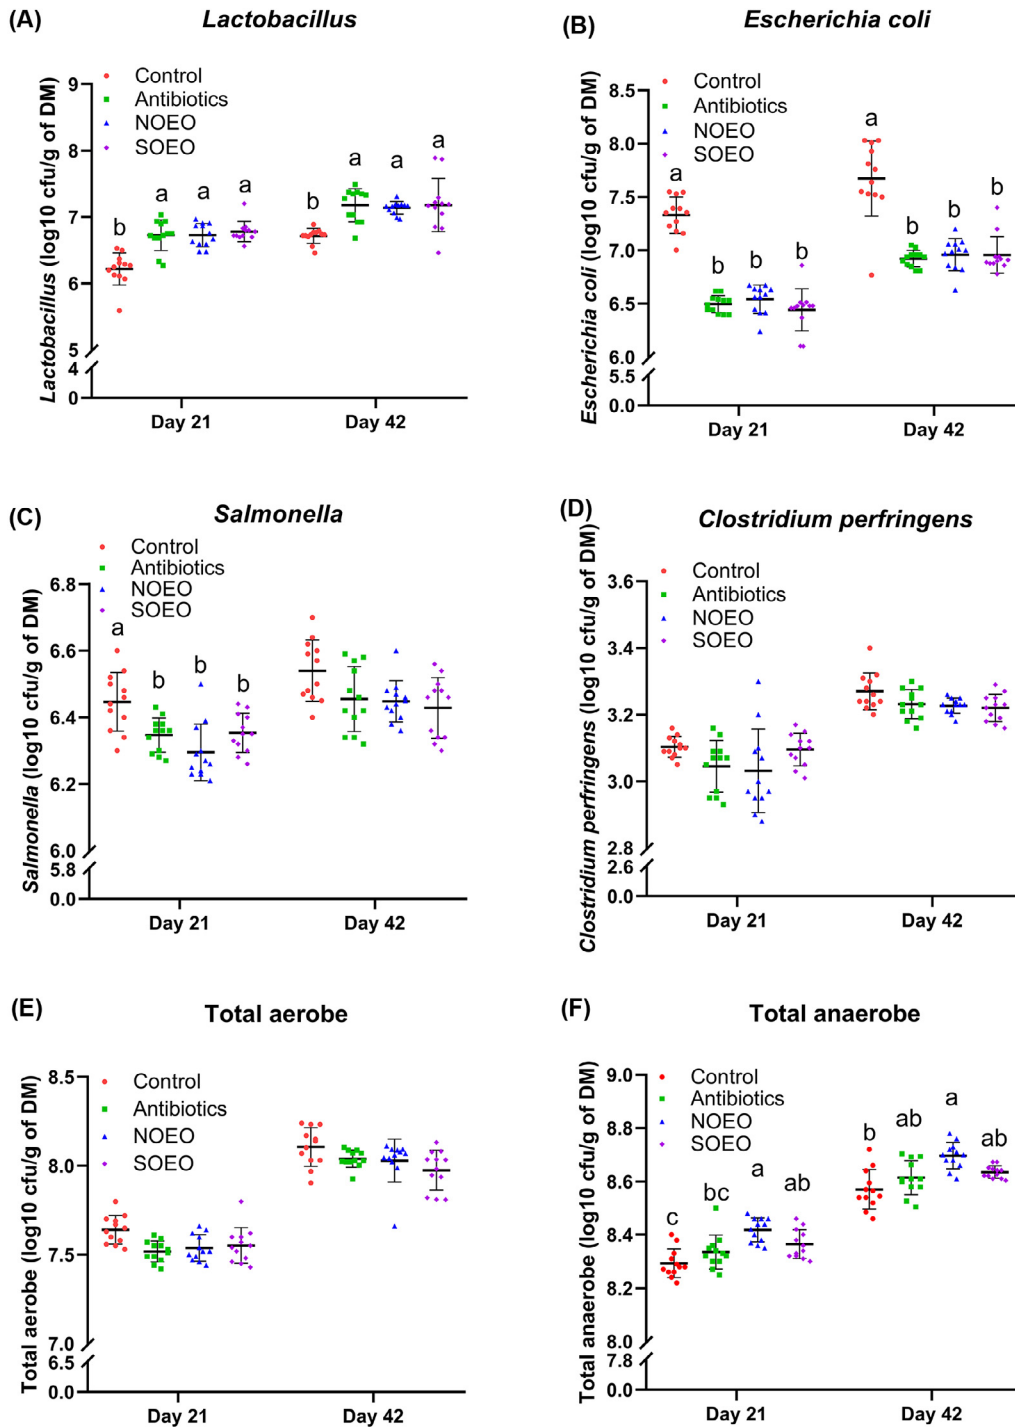 (A)
Lactobacillus
Lactobacillus (log10 cfu/g of DM)
9
8
7
6
5
4
0
Control
Antibiotics
NOEO
SOEO
b
a
a
a
b
a
a
a
Day 21
Day 42
(B)
Escherichia coli
Escherichia coli (log10 cfu/g of DM)
8.5
8.0
7.5
7.0
6.5
6.0
5.5
0.0
Control
Antibiotics
NOEO
SOEO
a
b
b
b
a
b
b
b
Day 21
Day 42
(C)
Salmonella
Salmonella (log10 cfu/g of DM)
6.8
6.6
6.4
6.2
6.0
5.8
0.0
Control
Antibiotics
NOEO
SOEO
a
b
b
b
Day 21
Day 42
(D)
Clostridium perfringens
Clostridium perfringens (log10 cfu/g of DM)
3.6
3.4
3.2
3.0
2.8
2.6
0.0
Control
Antibiotics
NOEO
SOEO
Day 21
Day 42
(E)
Total aerobe
Total aerobe (log10 cfu/g of DM)
8.5
8.0
7.5
7.0
6.5
0.0
Control
Antibiotics
NOEO
SOEO
Day 21
Day 42
(F)
Total anaerobe
Total anaerobe (log10 cfu/g of DM)
9.0
8.8
8.6
8.4
8.2
8.0
7.8
0.0
Control
Antibiotics
NOEO
SOEO
c
bc
a
ab
b
ab
a
ab
Day 21
Day 42